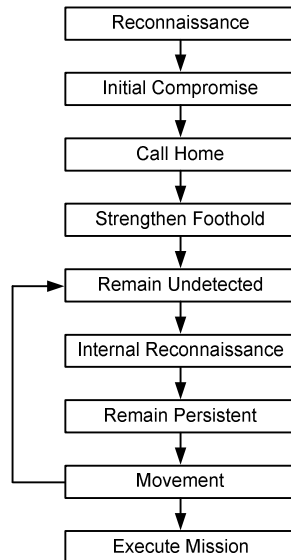 Reconnaissance
Initial Compromise
Call Home
Strengthen Foothold
Remain Undetected
Internal Reconnaissance
Remain Persistent
Movement
Execute Mission